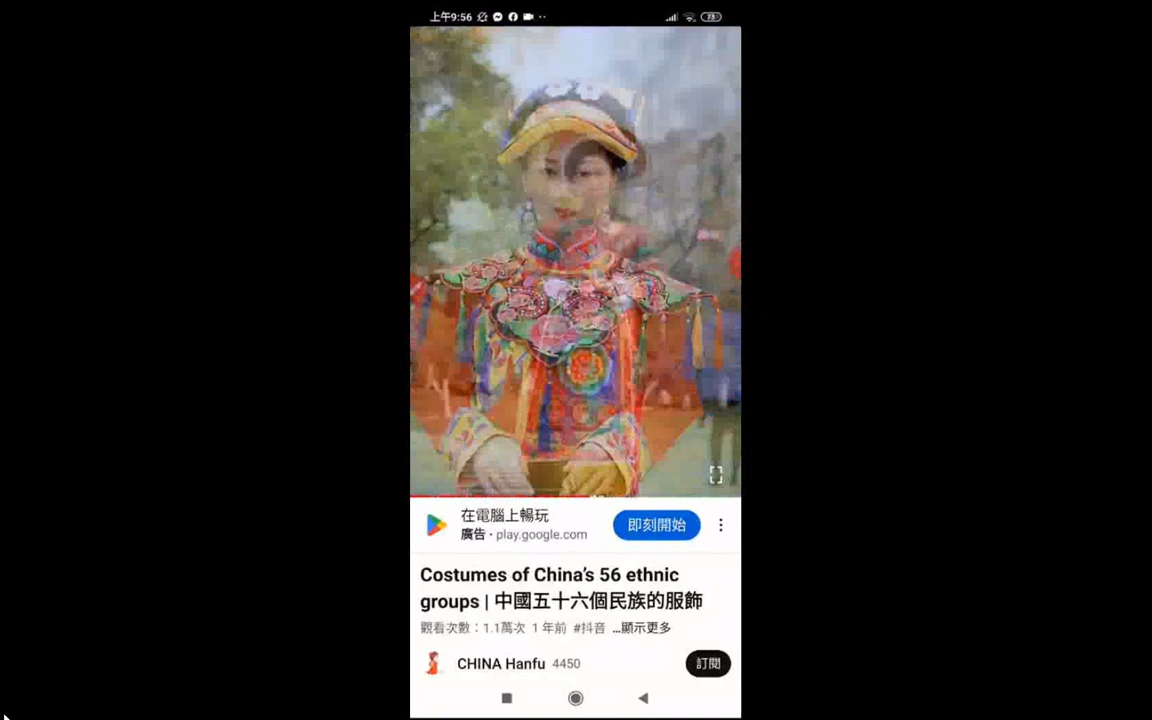 上午9:56
73
在電腦上暢玩
廣告 · play.google.com
即刻開始
Costumes of China's 56 ethnic
groups | 中國五十六個民族的服飾
觀看次數：1.1萬次 1 年前 #抖音 ...顯示更多
CHINA Hanfu 4450
訂閱